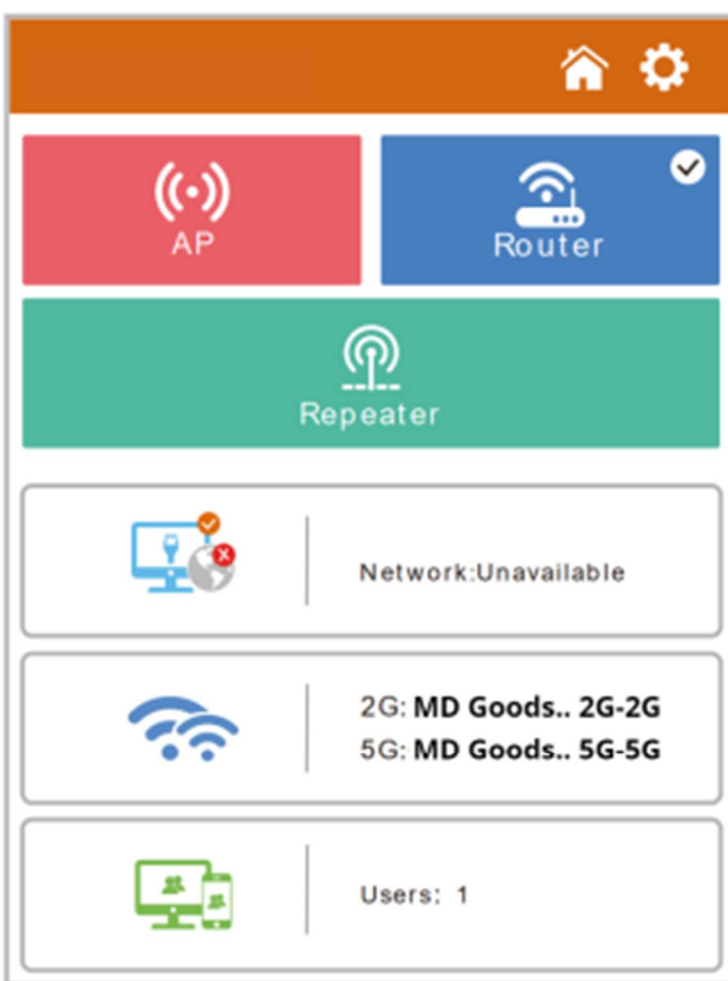 AP
Router
Repeater
Network:Unavailable
2G: MD Goods.. 2G-2G
5G: MD Goods.. 5G-5G
Users: 1